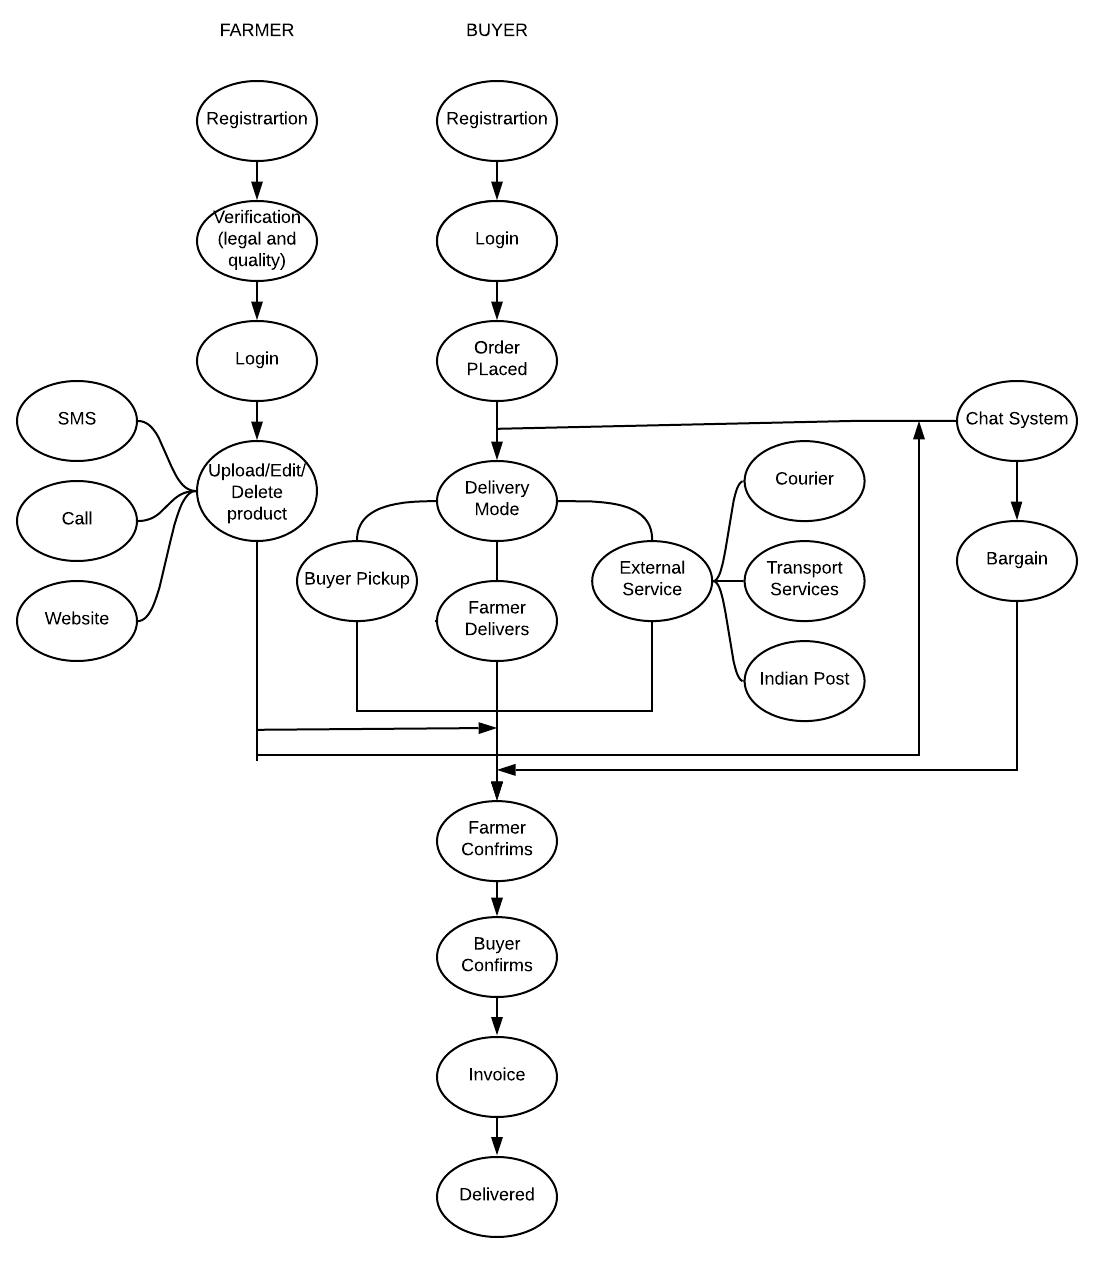 FARMER
BUYER
Registrartion
Registrartion
Verification
(legal and
quality)
Login
Login
Order
PLaced
SMS
Chat System
Upload/Edit/
Delete
product
Delivery
Mode
Courier
Call
Bargain
Buyer Pickup
External
Service
Transport
Services
Website
Farmer
Delivers
Indian Post
Farmer
Confrims
Buyer
Confirms
Invoice
Delivered